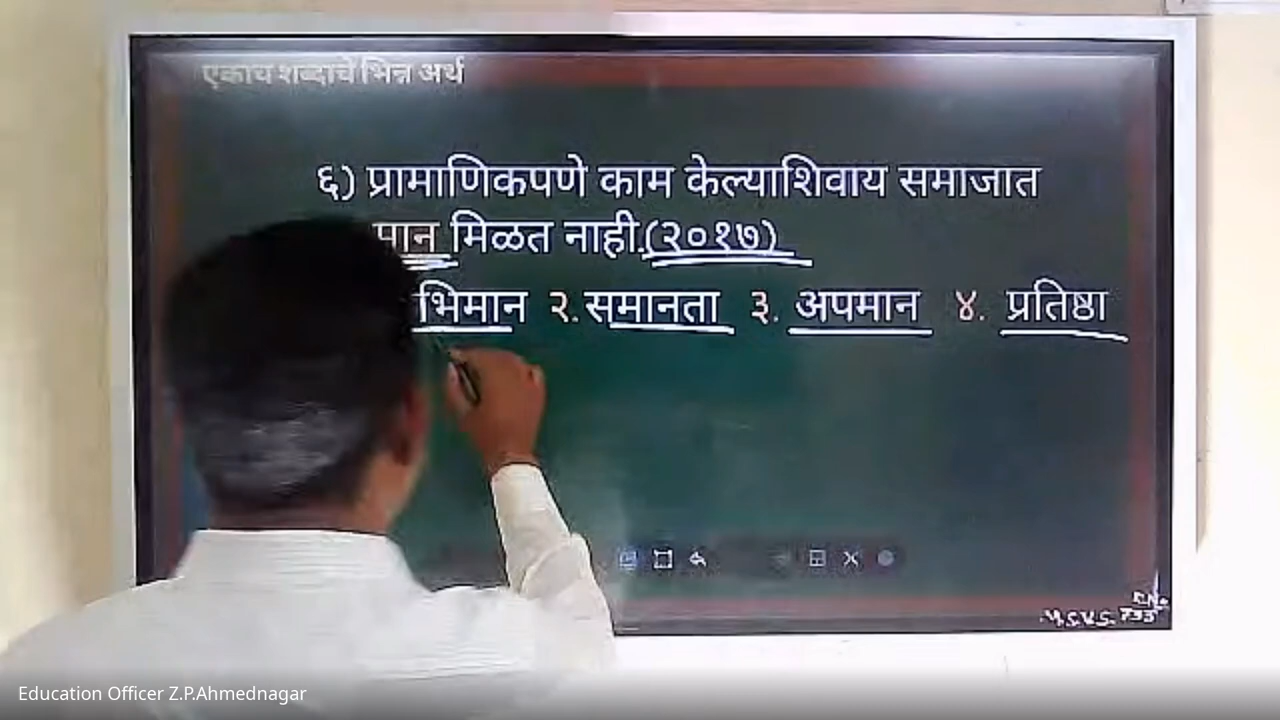 एकाच शब्दाचे भिन्न अर्थ
६) प्रामाणिकपणे काम केल्याशिवाय समाजात
मान मिळत नाही.(२०१७)
भिमान २. समानता ३. अपमान ४. प्रतिष्ठा
M.S.V.S.
Education Officer Z.P.Ahmednagar